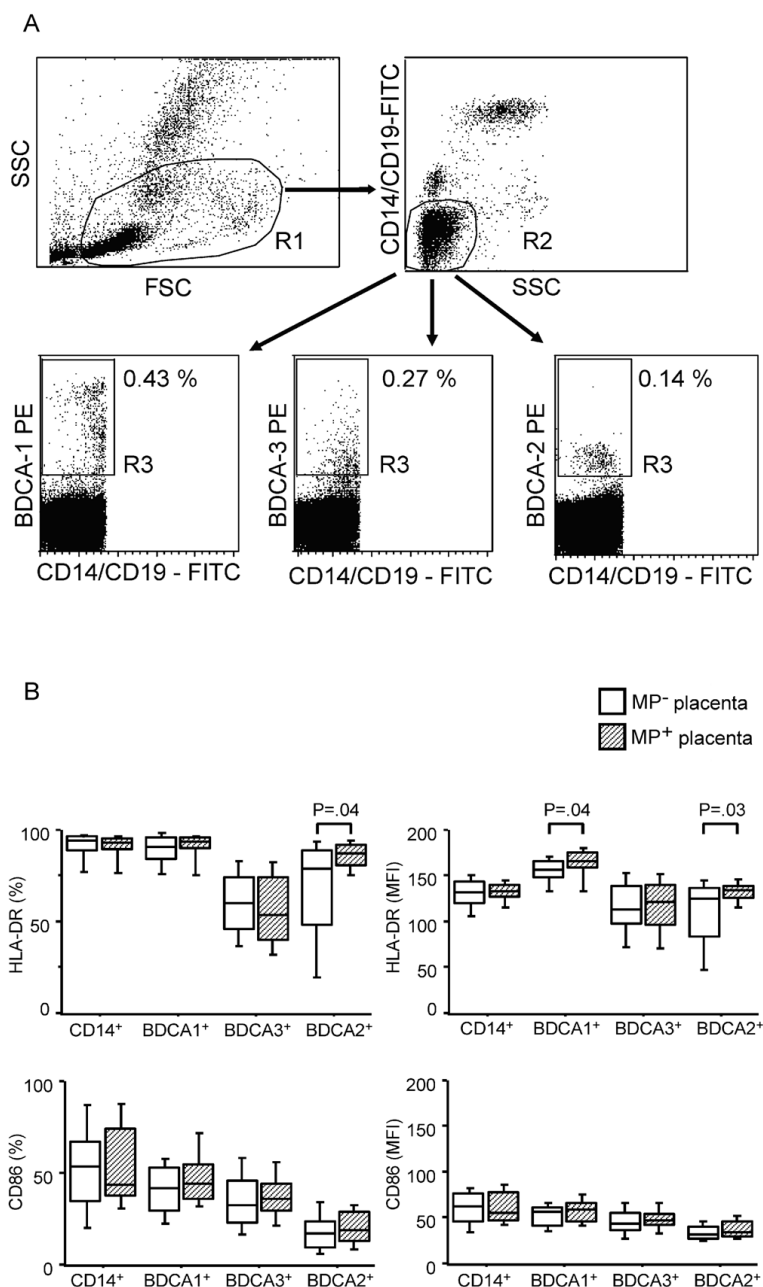 A
SSC
FSC
R1
CD14/CD19-FITC
SSC
R2
BDCA-1 PE
0.43 %
R3
CD14/CD19 - FITC
BDCA-3 PE
0.27 %
R3
CD14/CD19 - FITC
BDCA-2 PE
0.14 %
R3
CD14/CD19 - FITC
B
MP⁻ placenta
MP⁺ placenta
HLA-DR (%)
100
50
0
P=.04
CD14⁺ BDCA1⁺ BDCA3⁺ BDCA2⁺
HLA-DR (MFI)
200
150
100
50
0
P=.04
P=.03
CD14⁺ BDCA1⁺ BDCA3⁺ BDCA2⁺
CD86 (%)
100
50
0
CD14⁺ BDCA1⁺ BDCA3⁺ BDCA2⁺
CD86 (MFI)
200
150
100
50
0
CD14⁺ BDCA1⁺ BDCA3⁺ BDCA2⁺